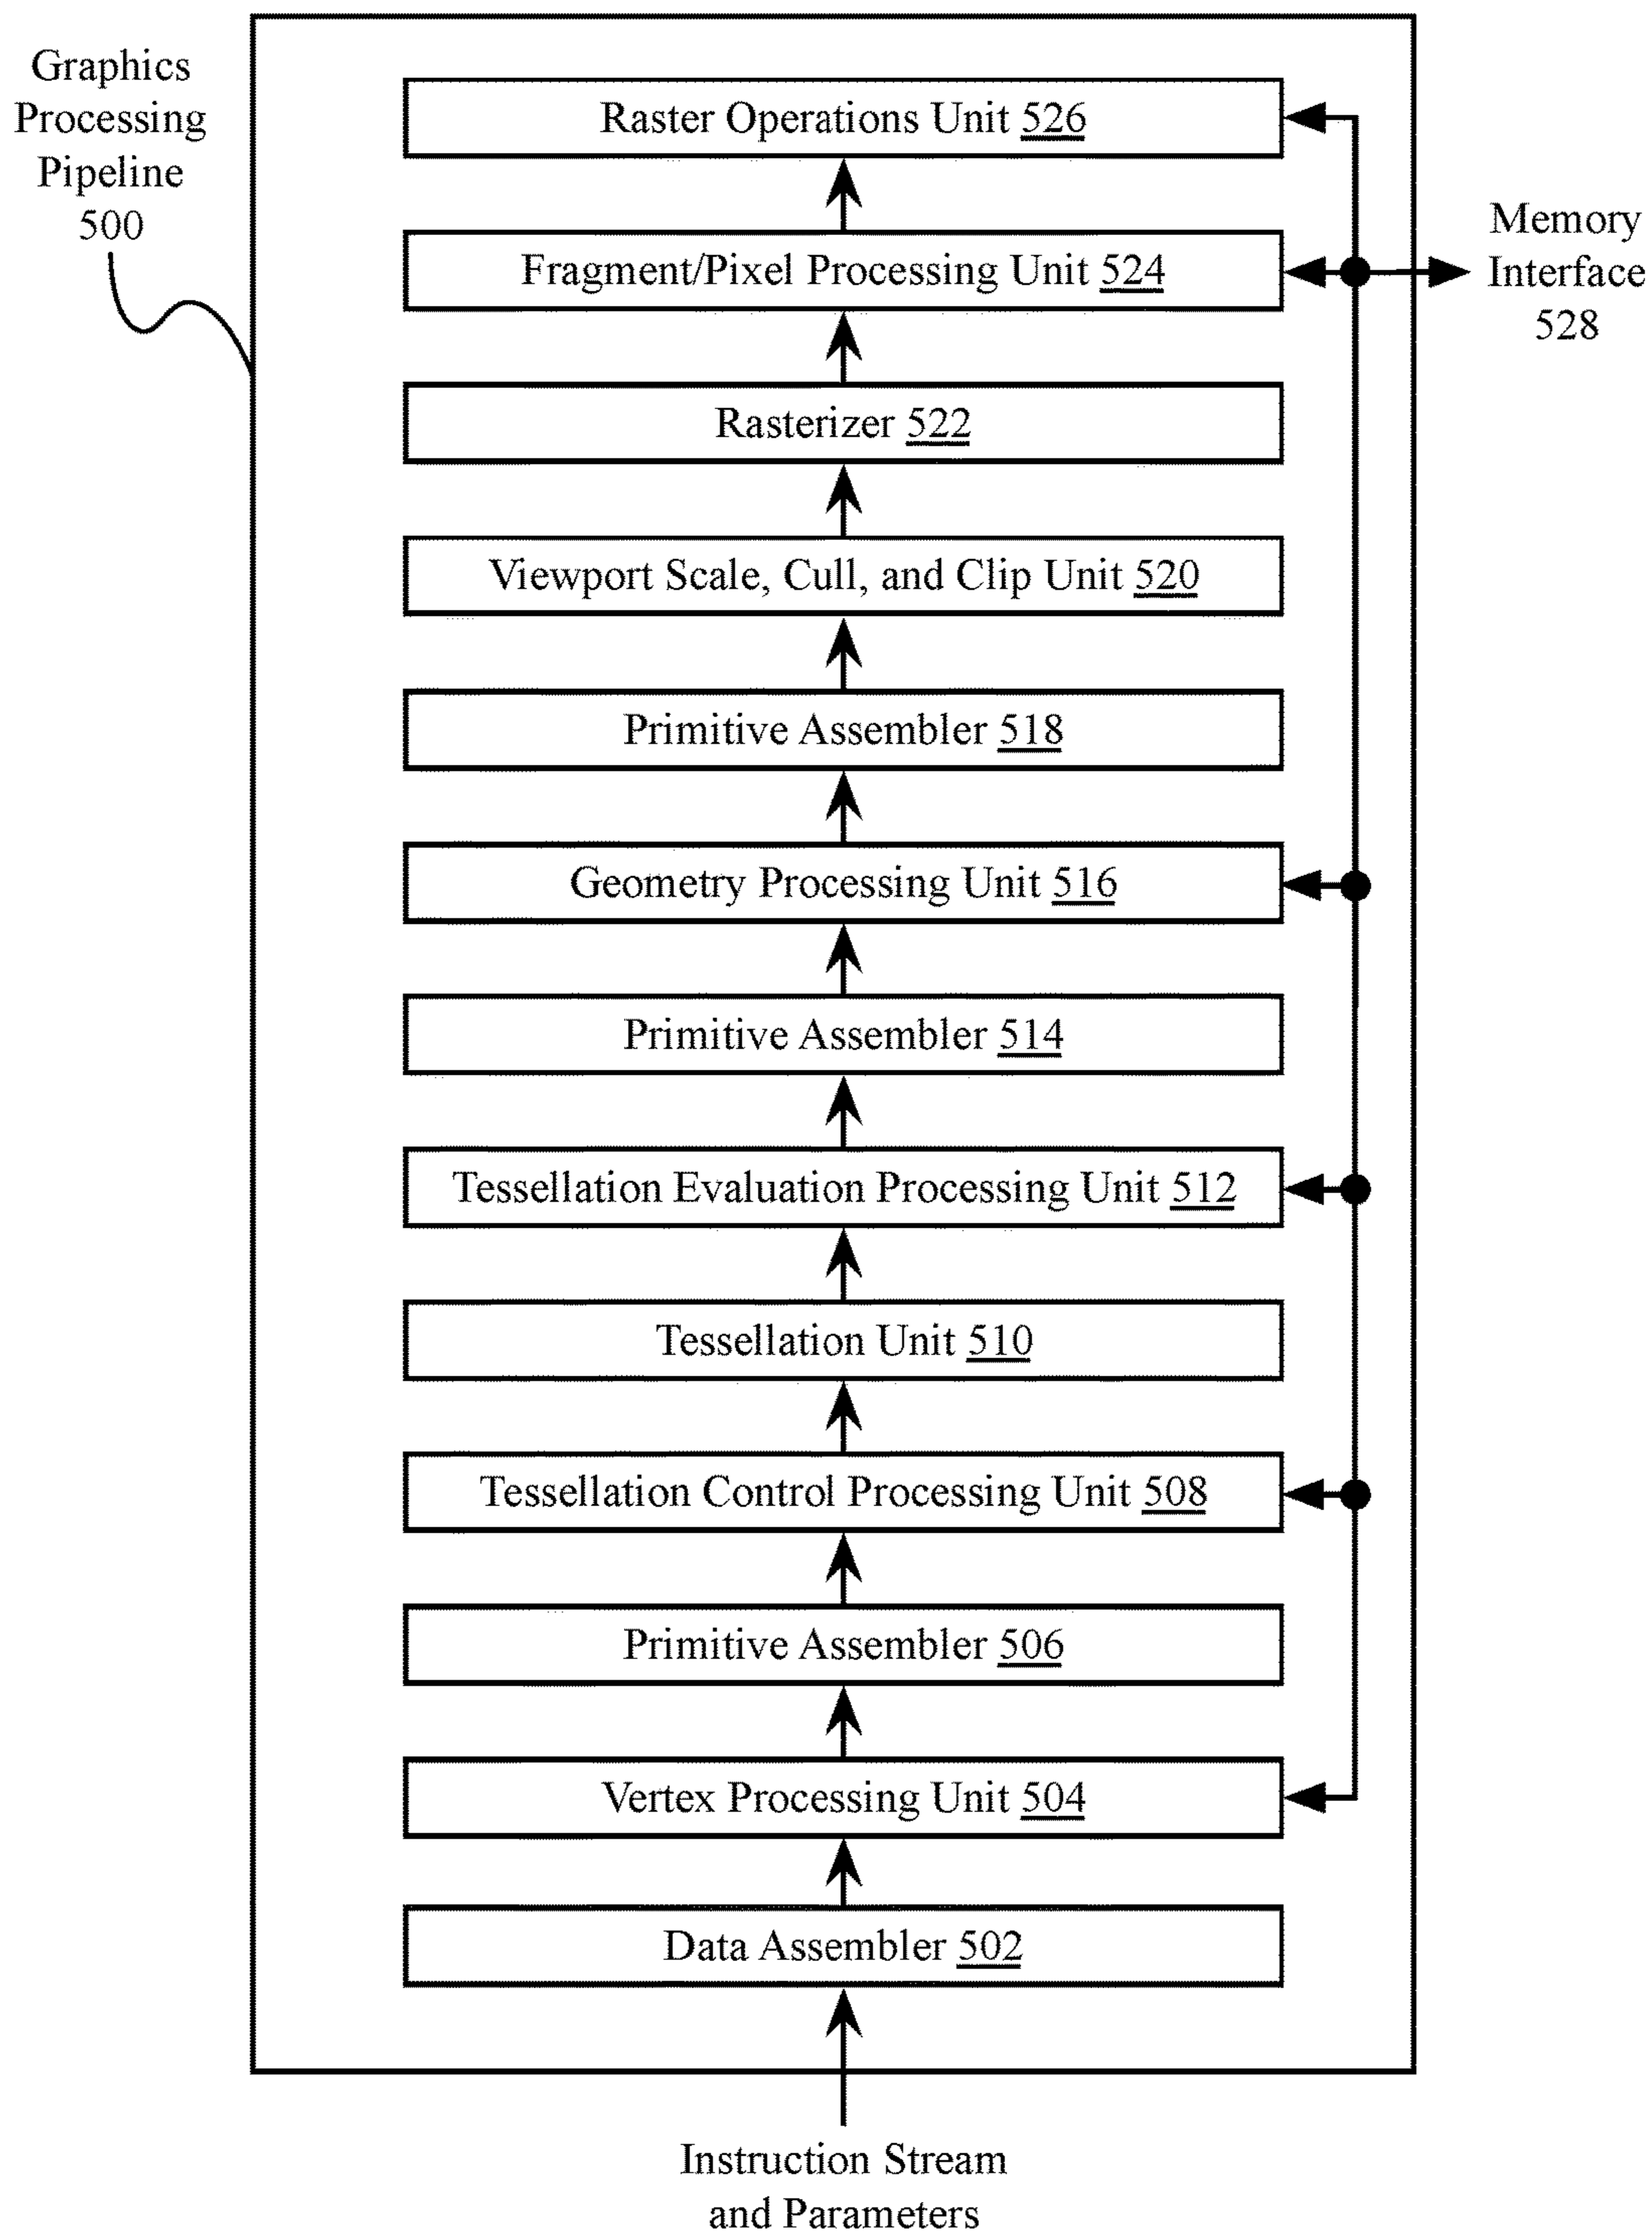 Graphics
Processing
Pipeline
500
Raster Operations Unit 526
Fragment/Pixel Processing Unit 524
Memory
Interface
528
Rasterizer 522
Viewport Scale, Cull, and Clip Unit 520
Primitive Assembler 518
Geometry Processing Unit 516
Primitive Assembler 514
Tessellation Evaluation Processing Unit 512
Tessellation Unit 510
Tessellation Control Processing Unit 508
Primitive Assembler 506
Vertex Processing Unit 504
Data Assembler 502
Instruction Stream
and Parameters